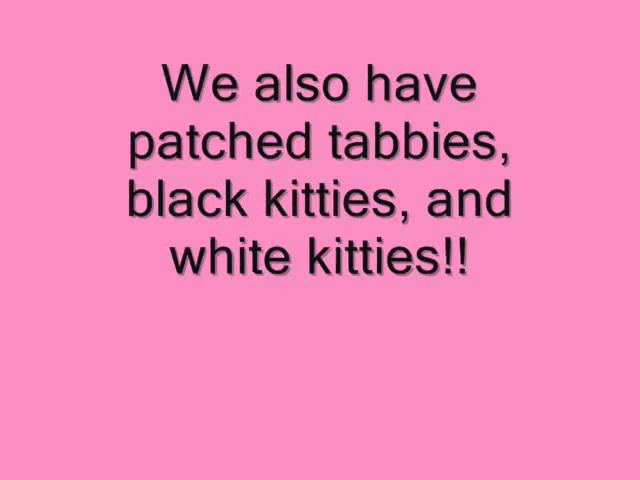 We also have
patched tabbies,
black kitties, and
white kitties!!